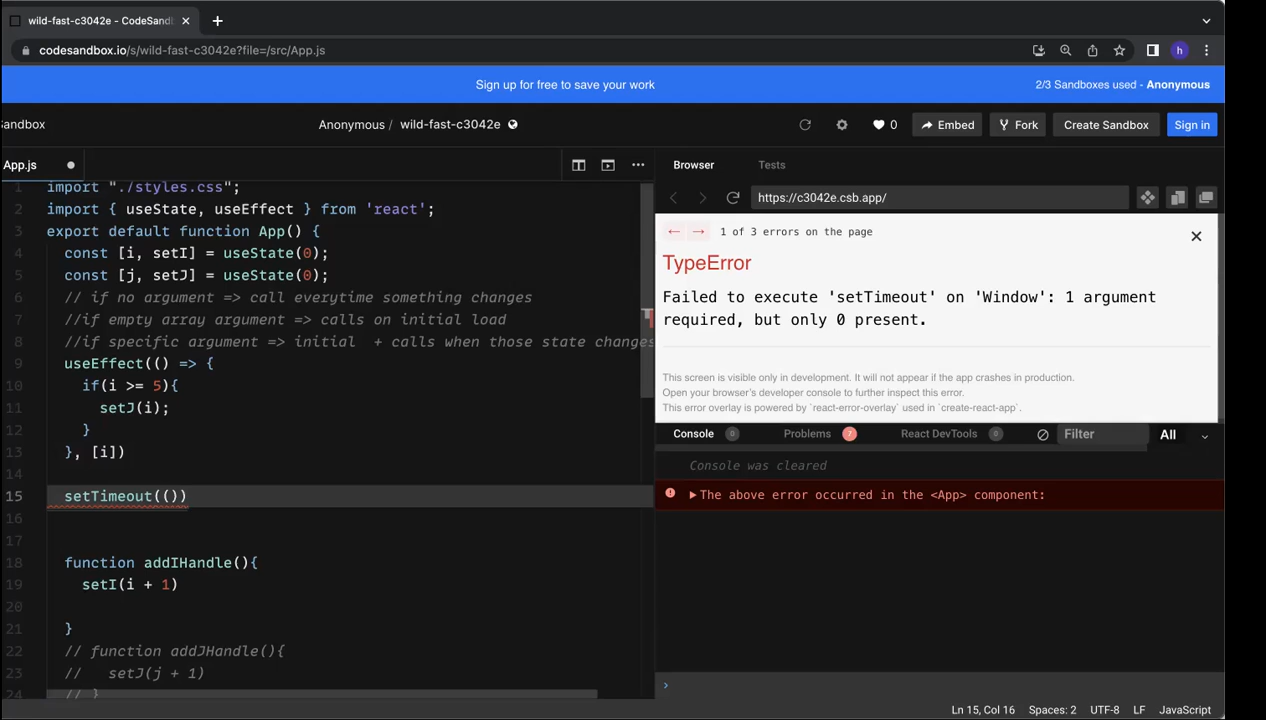 wild-fast-c3042e - CodeSandb
codesandbox.io/s/wild-fast-c3042e?file=/src/App.js
h
Sign up for free to save your work
2/3 Sandboxes used - Anonymous
andbox
Anonymous / wild-fast-c3042e
0
Embed
Fork
Create Sandbox
Sign in
App.js
1 import "./styles.css";
2 import { useState, useEffect } from 'react';
3 export default function App() {
4 const [i, setI] = useState(0);
5 const [j, setJ] = useState(0);
6 // if no argument => call everytime something changes
7 //if empty array argument => calls on initial load
8 //if specific argument => initial  + calls when those state changes
9 useEffect(() => {
10 if(i >= 5){
11 setJ(i);
12 }
13 }, [i])
14
15 setTimeout(())
16
17
18 function addIHandle(){
19 setI(i + 1)
20
21 }
22 // function addJHandle(){
23 //   setJ(j + 1)
24 // }
Browser
Tests
https://c3042e.csb.app/
← → 1 of 3 errors on the page
TypeError
Failed to execute 'setTimeout' on 'Window': 1 argument
required, but only 0 present.
This screen is visible only in development. It will not appear if the app crashes in production.
Open your browser's developer console to further inspect this error.
This error overlay is powered by `react-error-overlay` used in `create-react-app`.
Console 0
Problems 7
React DevTools 0
Filter
All
Console was cleared
▶The above error occurred in the <App> component:
›
Ln 15, Col 16
Spaces: 2
UTF-8
LF
JavaScript